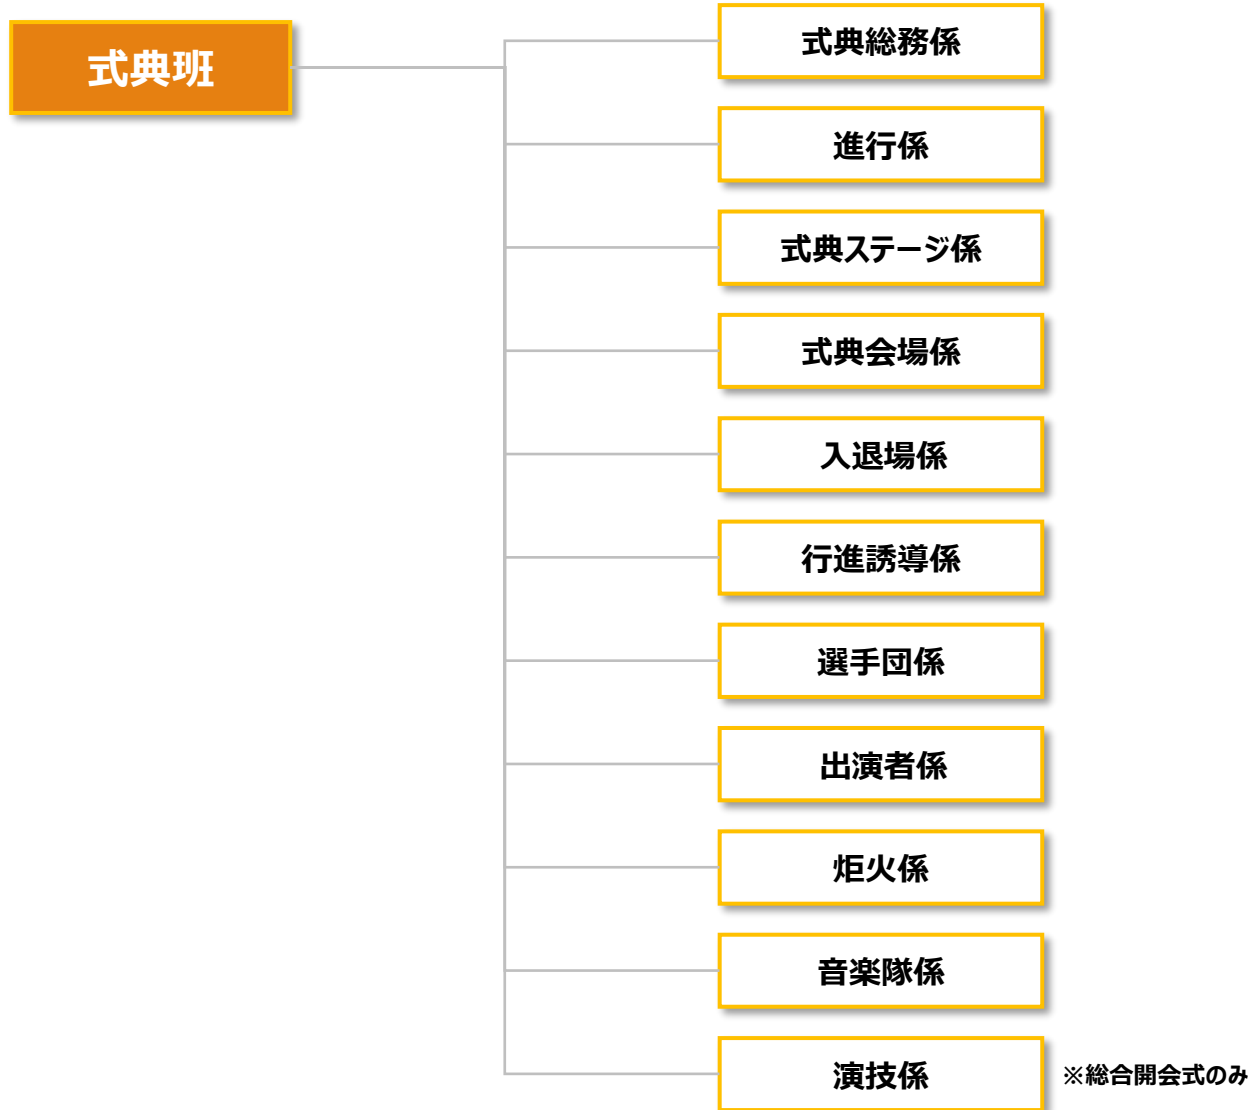 式典班
式典総務係
進行係
式典ステージ係
式典会場係
入退場係
行進誘導係
選手団係
出演者係
炬火係
音楽隊係
演技係
※総合開会式のみ